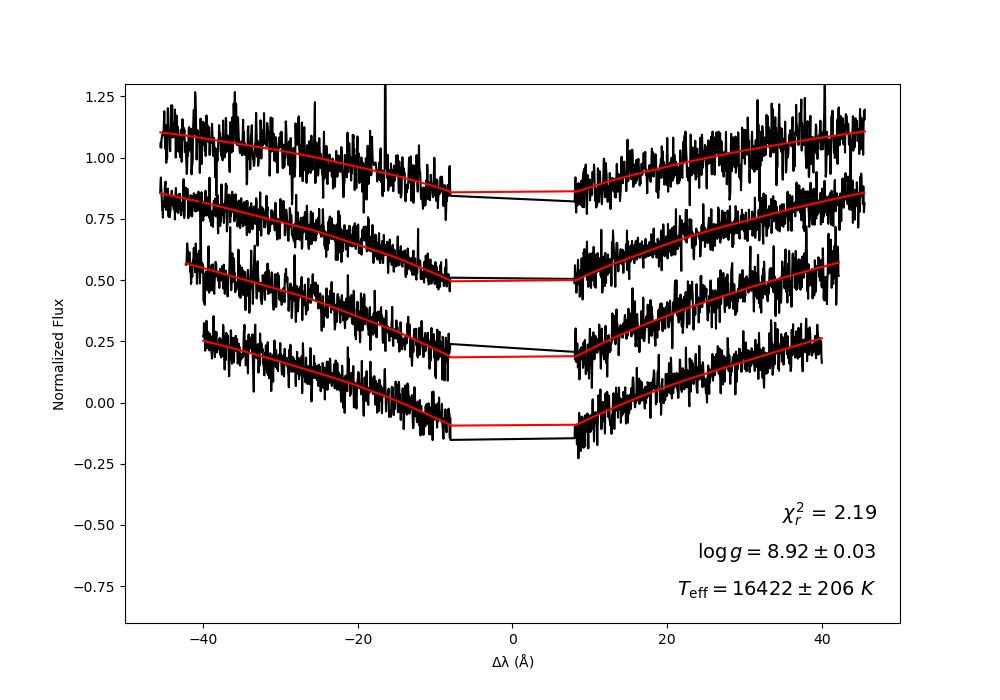 1.25
1.00
0.75
0.50
0.25
0.00
−0.25
−0.50
−0.75
Normalized Flux
χ²ᵣ = 2.19
log g = 8.92 ± 0.03
T_eff = 16422 ± 206 K
−40 −20 0 20 40
Δλ (Å)